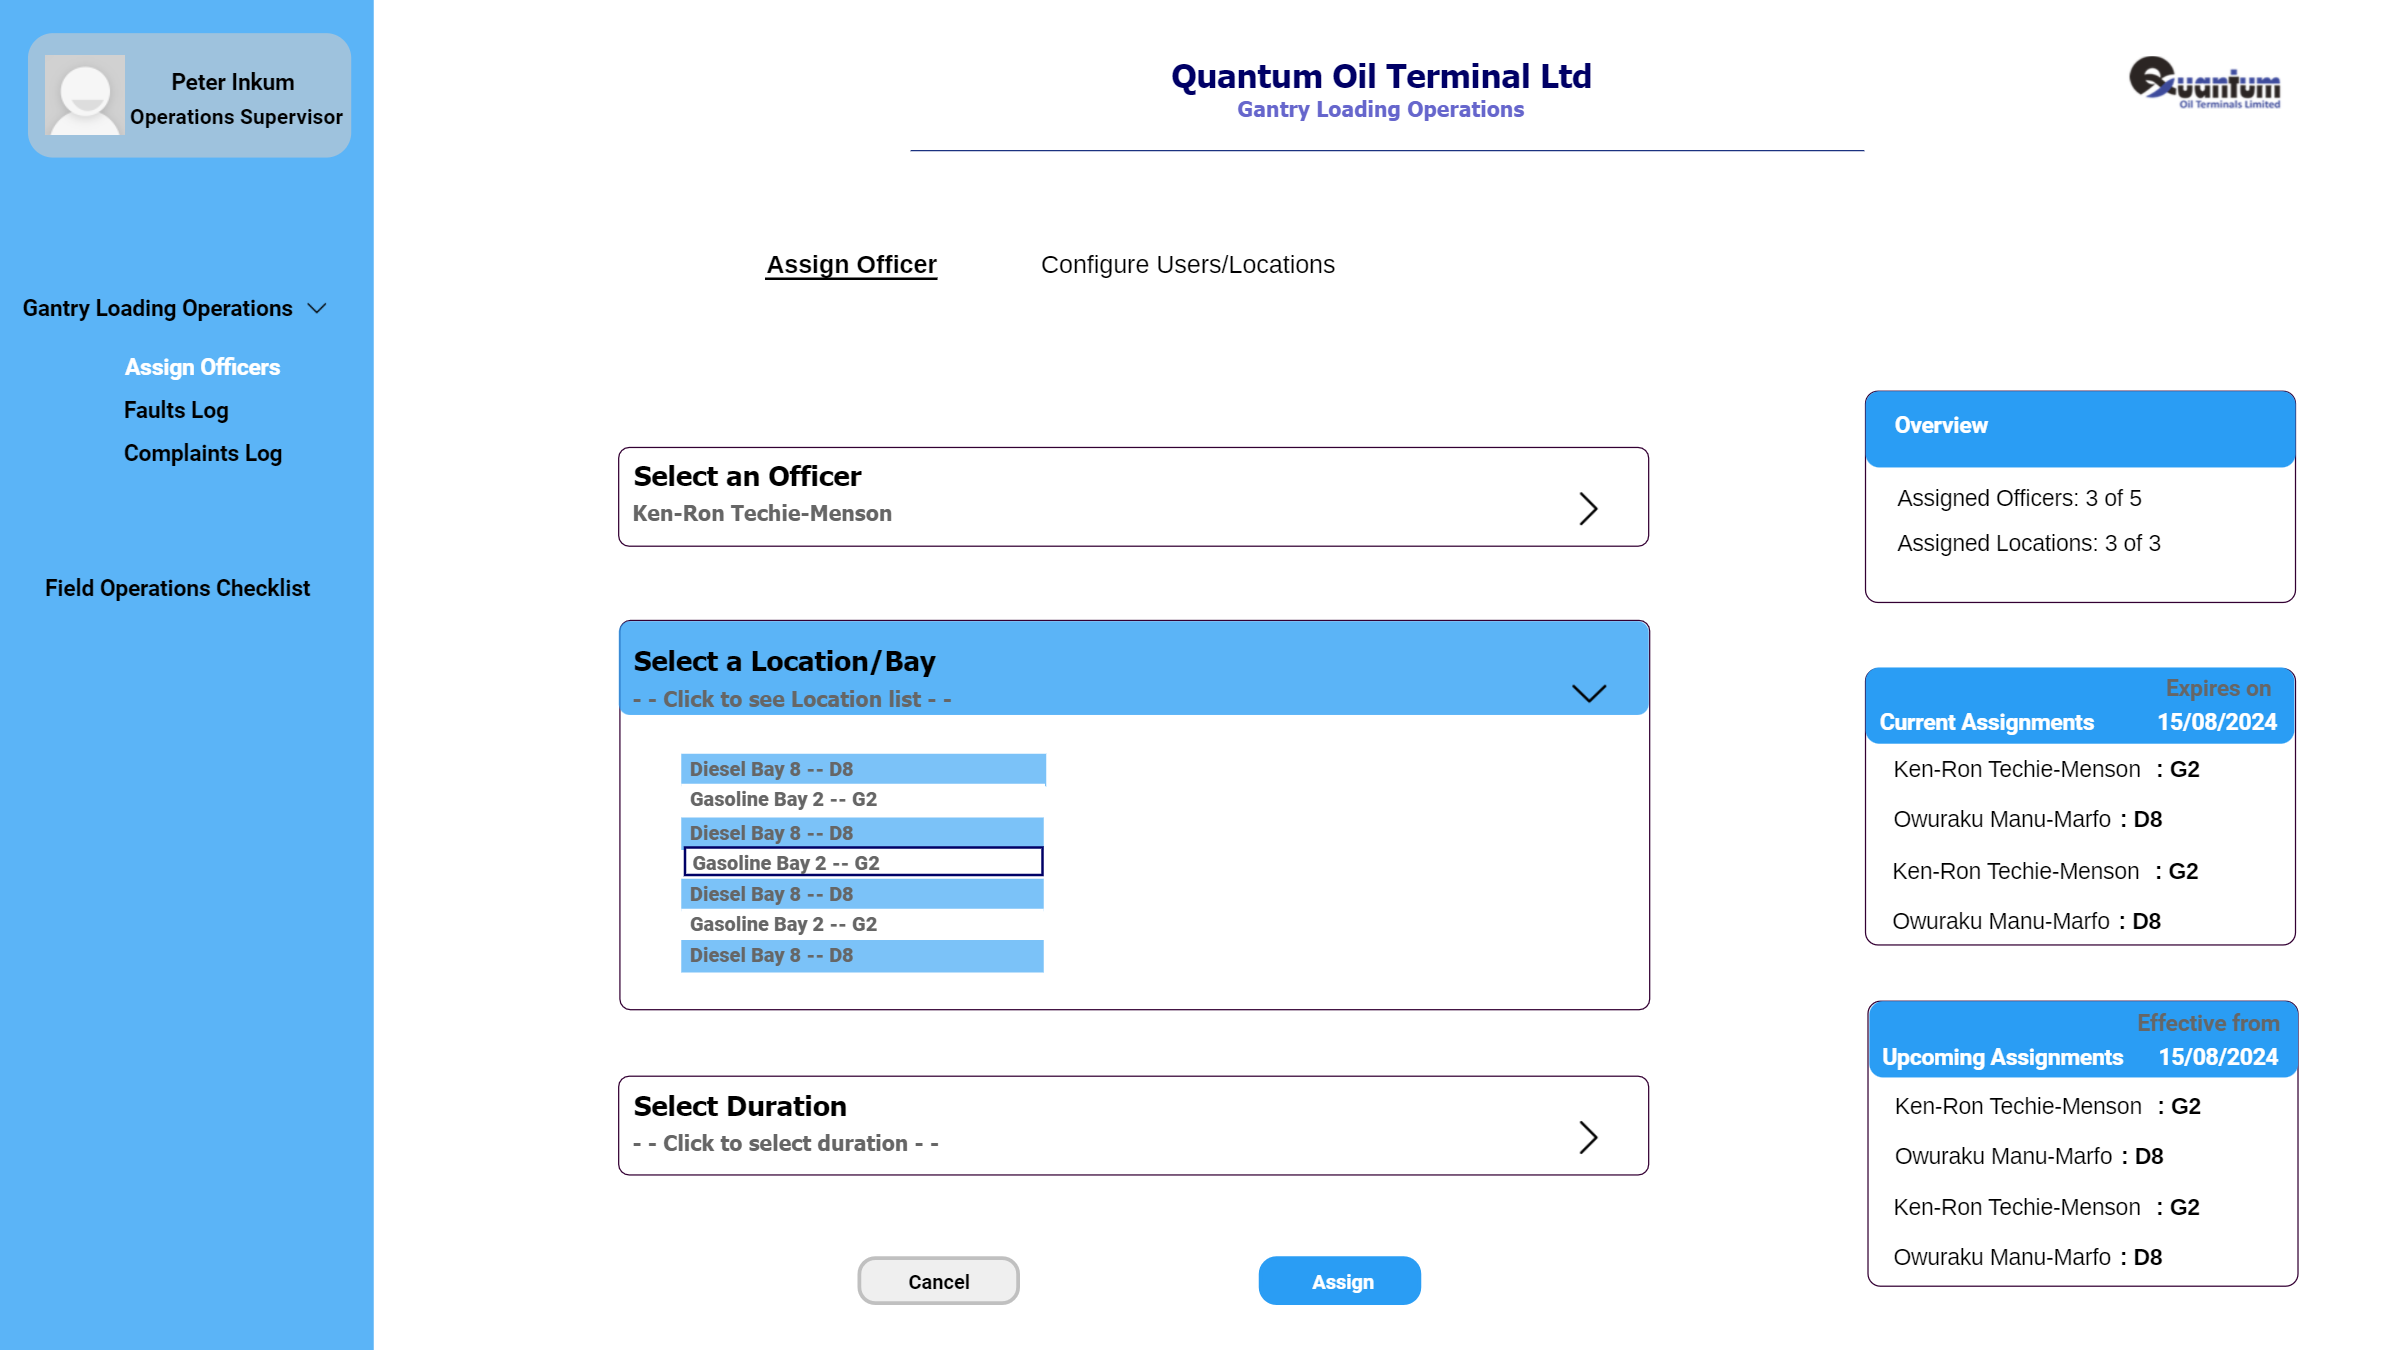 Peter Inkum
Operations Supervisor
Gantry Loading Operations
Assign Officers
Faults Log
Complaints Log
Field Operations Checklist
Quantum Oil Terminal Ltd
Gantry Loading Operations
Quantum
Oil Terminals Limited
Assign Officer
Configure Users/Locations
Select an Officer
Ken-Ron Techie-Menson
Select a Location/Bay
- - Click to see Location list - -
Diesel Bay 8 -- D8
Gasoline Bay 2 -- G2
Diesel Bay 8 -- D8
Gasoline Bay 2 -- G2
Diesel Bay 8 -- D8
Gasoline Bay 2 -- G2
Diesel Bay 8 -- D8
Select Duration
- - Click to select duration - -
Cancel
Assign
Overview
Assigned Officers: 3 of 5
Assigned Locations: 3 of 3
Expires on
Current Assignments 15/08/2024
Ken-Ron Techie-Menson : G2
Owuraku Manu-Marfo : D8
Ken-Ron Techie-Menson : G2
Owuraku Manu-Marfo : D8
Effective from
Upcoming Assignments 15/08/2024
Ken-Ron Techie-Menson : G2
Owuraku Manu-Marfo : D8
Ken-Ron Techie-Menson : G2
Owuraku Manu-Marfo : D8